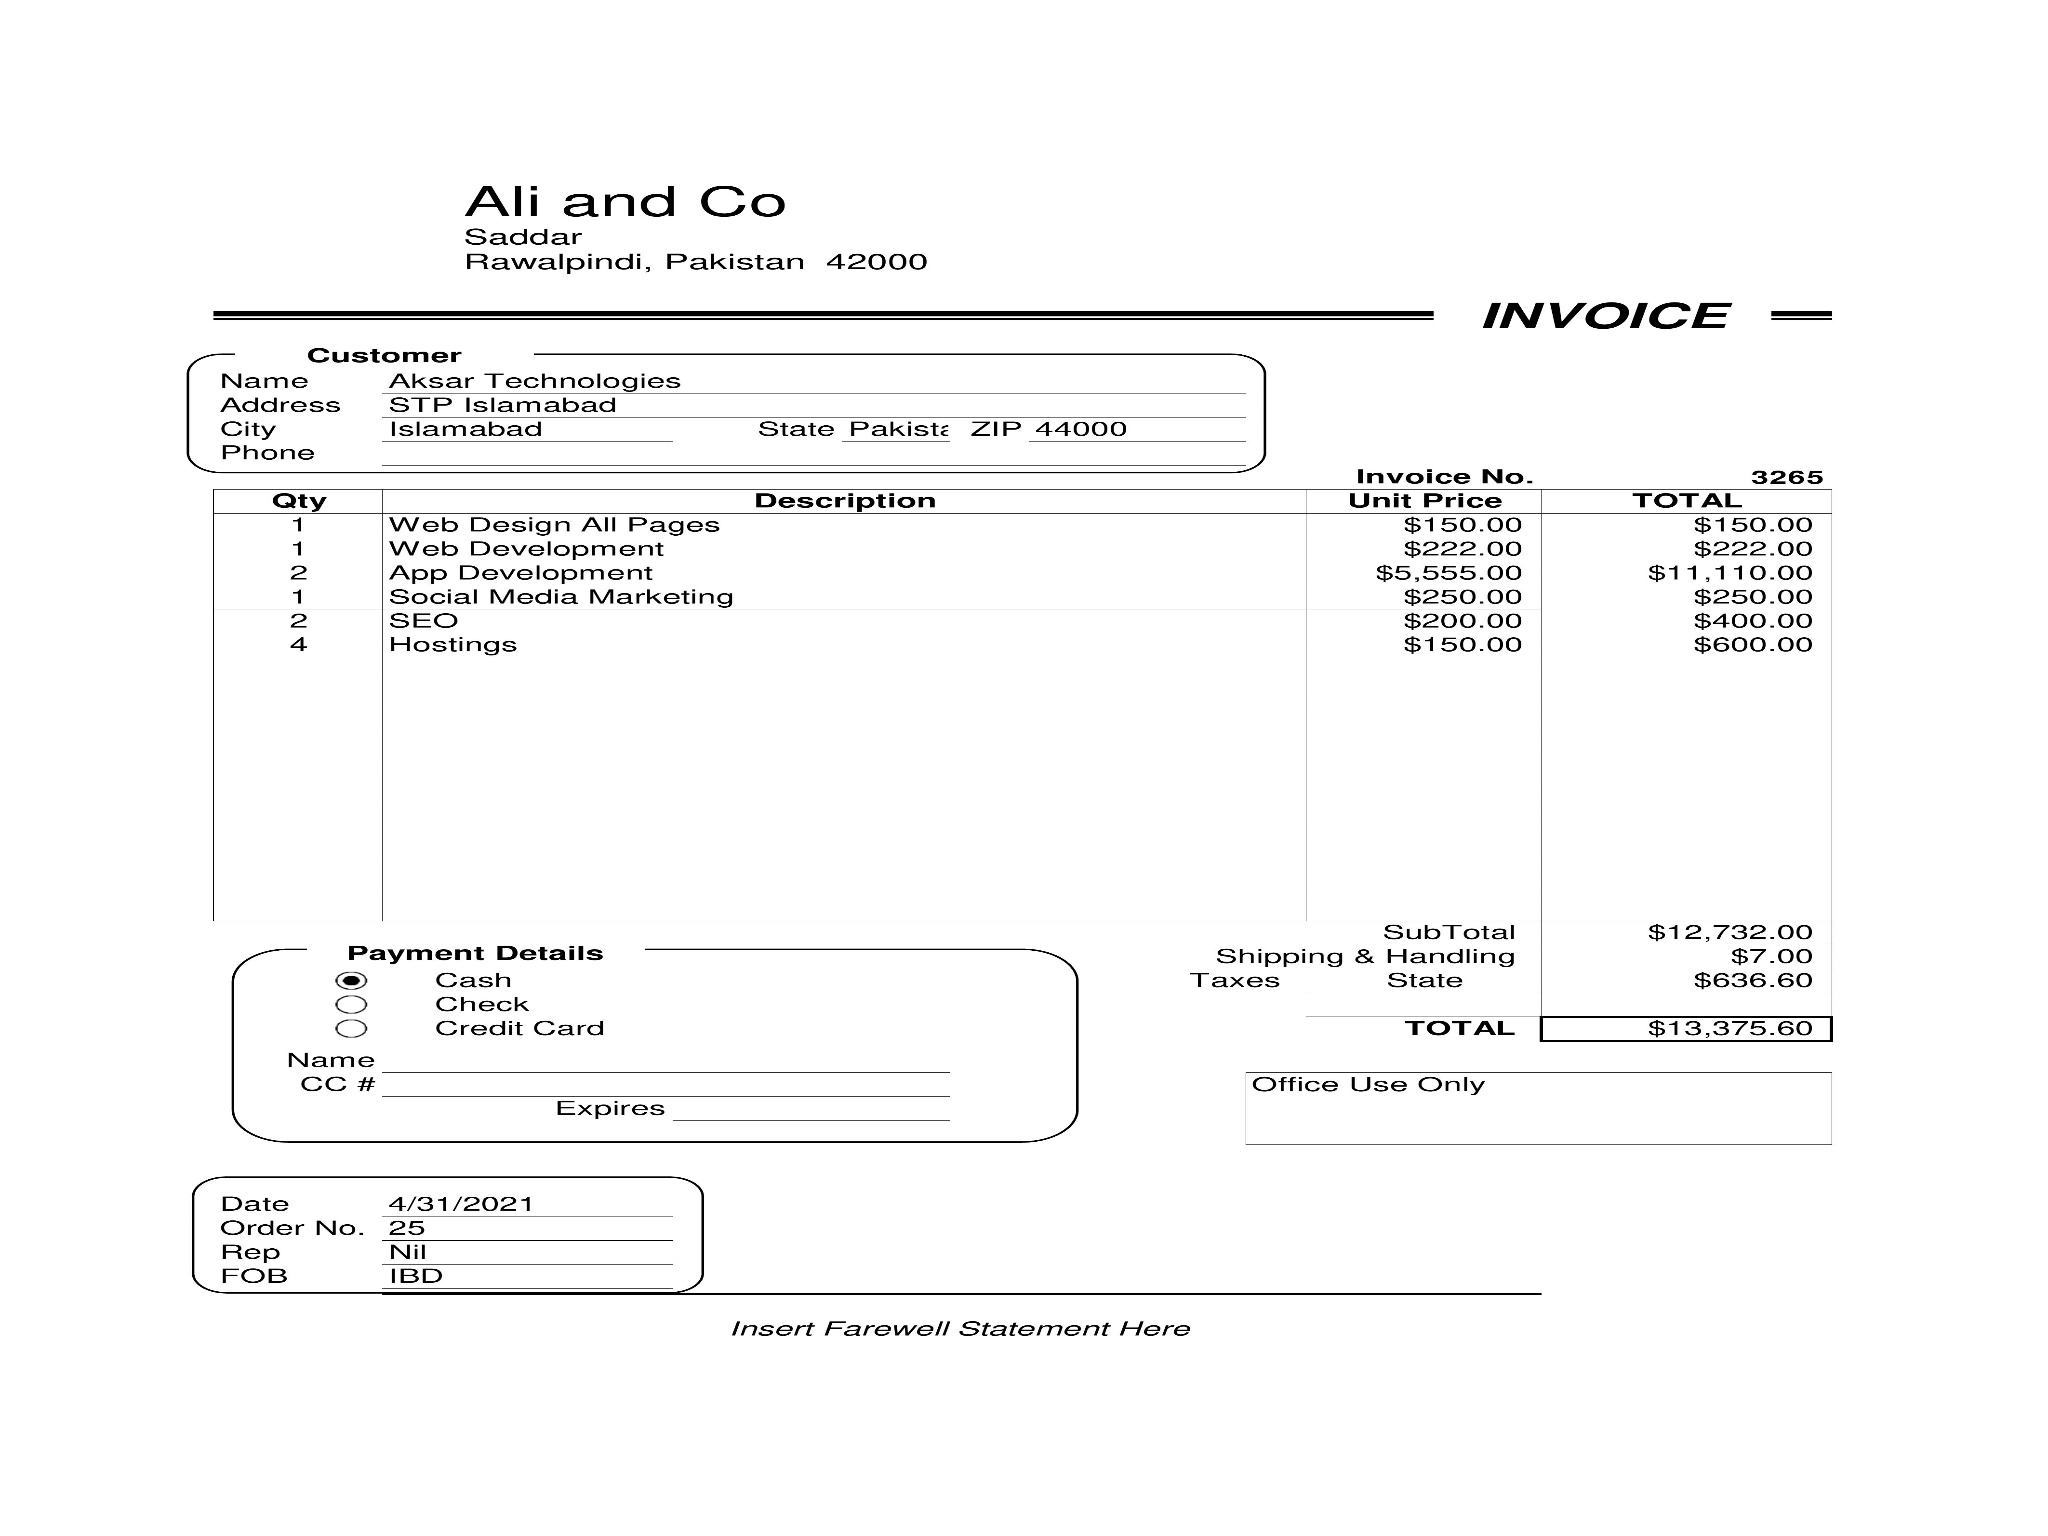 Ali and Co
Saddar
Rawalpindi, Pakistan 42000
INVOICE
Customer
Name Aksar Technologies
Address STP Islamabad
City Islamabad State Pakista ZIP 44000
Phone
Invoice No. 3265
Qty Description Unit Price TOTAL
1 Web Design All Pages $150.00 $150.00
1 Web Development $222.00 $222.00
2 App Development $5,555.00 $11,110.00
1 Social Media Marketing $250.00 $250.00
2 SEO $200.00 $400.00
4 Hostings $150.00 $600.00
SubTotal $12,732.00
Shipping & Handling $7.00
Taxes State $636.60
TOTAL $13,375.60
Payment Details
Cash
Check
Credit Card
Name
CC #
Expires
Office Use Only
Date 4/31/2021
Order No. 25
Rep Nil
FOB IBD
Insert Farewell Statement Here